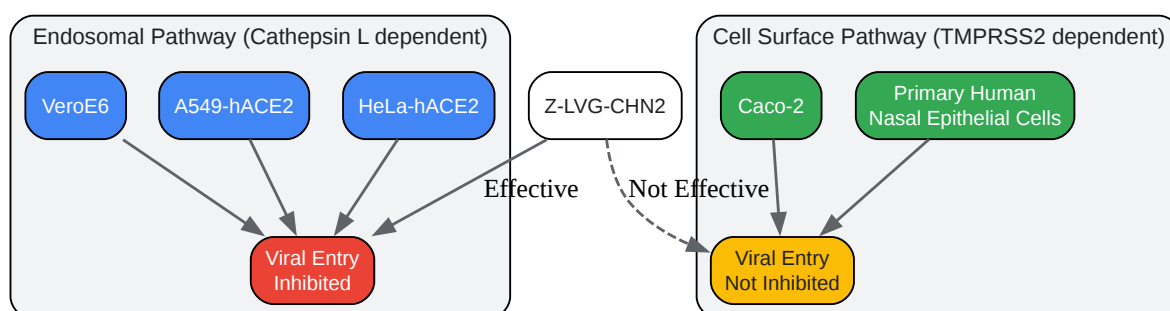 Endosomal Pathway (Cathepsin L dependent)
Cell Surface Pathway (TMPRSS2 dependent)
VeroE6
A549-hACE2
HeLa-hACE2
Z-LVG-CHN2
Caco-2
Primary Human
Nasal Epithelial Cells
Effective
Not Effective
Viral Entry
Inhibited
Viral Entry
Not Inhibited